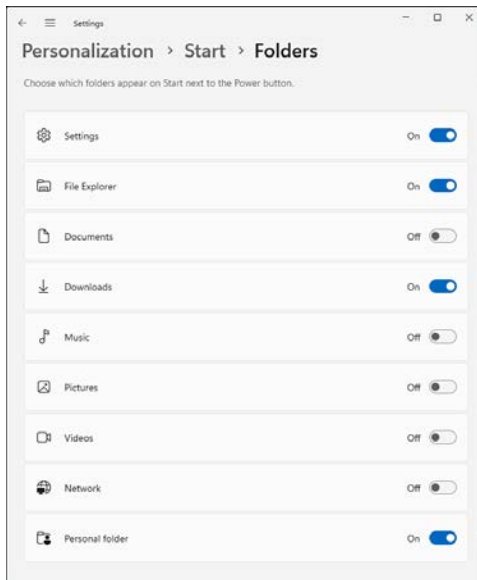 Settings
Personalization > Start > Folders
Choose which folders appear on Start next to the Power button.
Settings On
File Explorer On
Documents Off
Downloads On
Music Off
Pictures Off
Videos Off
Network Off
Personal folder On